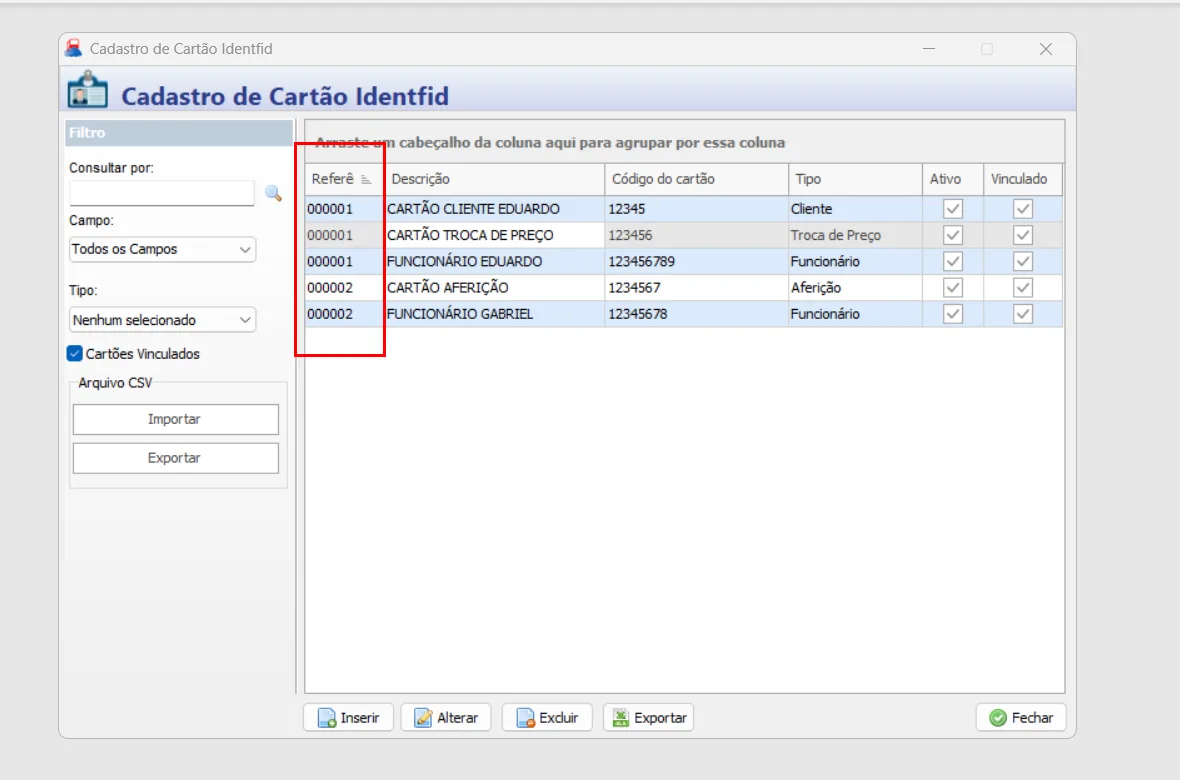 Cadastro de Cartão Identfid
Cadastro de Cartão Identfid
Filtro
Consultar por:
Campo:
Todos os Campos
Tipo:
Nenhum selecionado
Cartões Vinculados
Arquivo CSV
Importar
Exportar
Arraste um cabeçalho da coluna aqui para agrupar por essa coluna
Referê Descrição Código do cartão Tipo Ativo Vinculado
000001 CARTÃO CLIENTE EDUARDO 12345 Cliente
000001 CARTÃO TROCA DE PREÇO 123456 Troca de Preço
000001 FUNCIONÁRIO EDUARDO 123456789 Funcionário
000002 CARTÃO AFERIÇÃO 1234567 Aferição
000002 FUNCIONÁRIO GABRIEL 12345678 Funcionário
Inserir Alterar Excluir Exportar Fechar